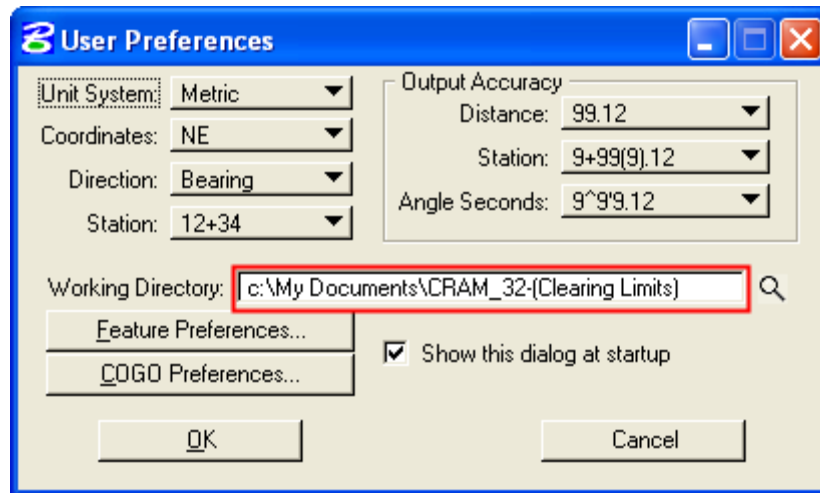 User Preferences
Unit System: Metric
Coordinates: NE
Direction: Bearing
Station: 12+34
Output Accuracy
Distance: 99.12
Station: 9+99(9).12
Angle Seconds: 9^9'9.12
Working Directory: c:\My Documents\CRAM_32-(Clearing Limits)
Feature Preferences...
COGO Preferences...
Show this dialog at startup
OK
Cancel